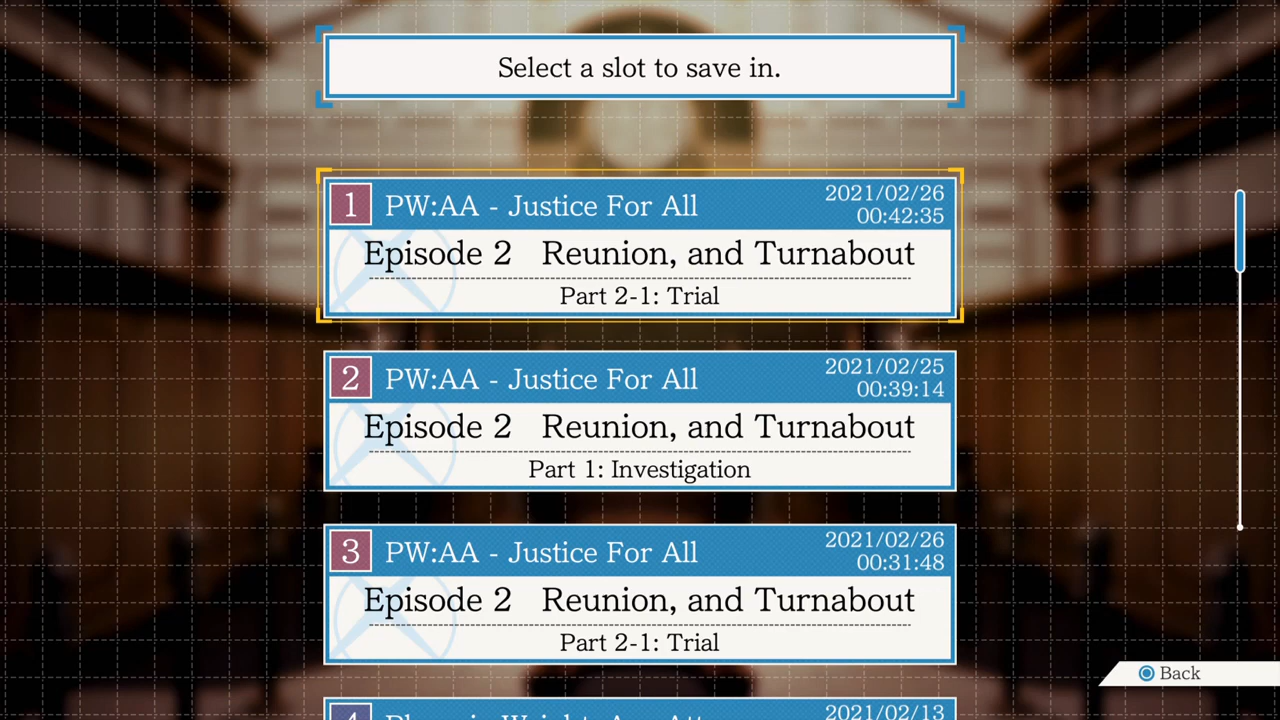 Select a slot to save in.
1 PW:AA - Justice For All 2021/02/26
00:42:35
Episode 2 Reunion, and Turnabout
Part 2-1: Trial
2 PW:AA - Justice For All 2021/02/25
00:39:14
Episode 2 Reunion, and Turnabout
Part 1: Investigation
3 PW:AA - Justice For All 2021/02/26
00:31:48
Episode 2 Reunion, and Turnabout
Part 2-1: Trial
Back
4 2021/02/13